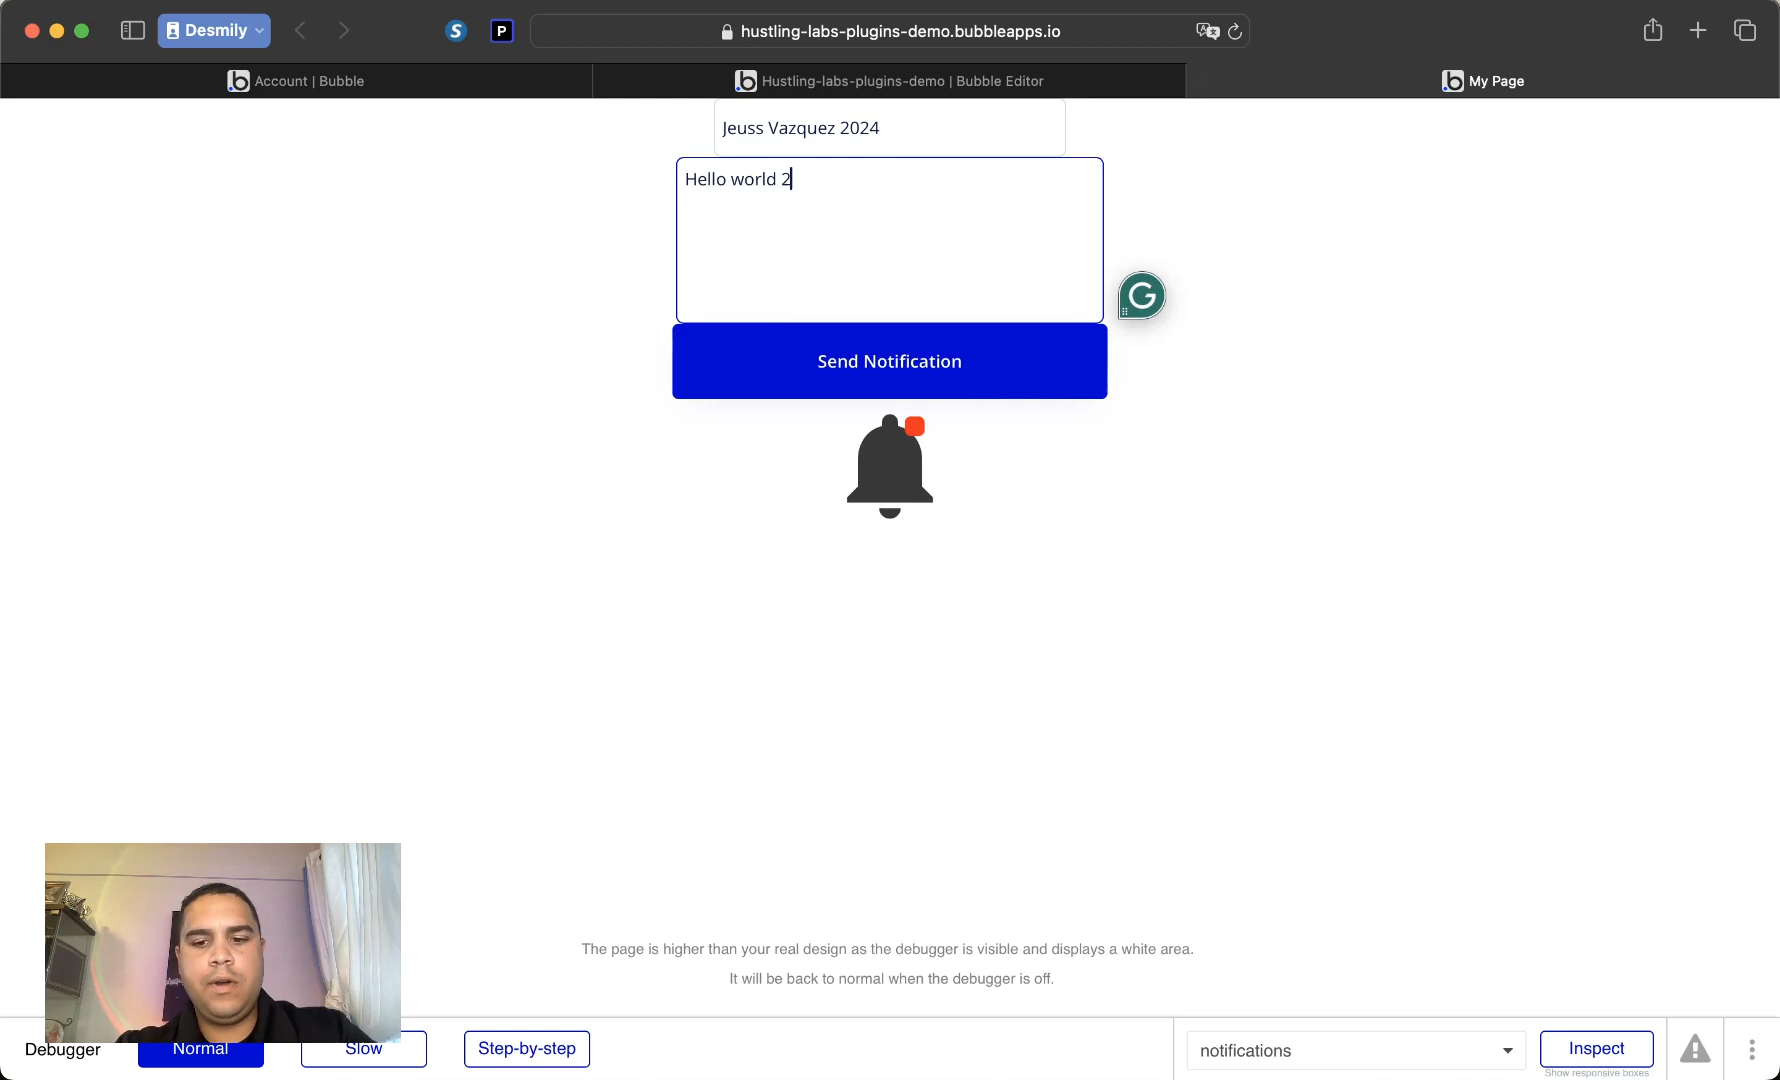 Desmily
S
P
hustling-labs-plugins-demo.bubbleapps.io
Account | Bubble
Hustling-labs-plugins-demo | Bubble Editor
My Page
Jeuss Vazquez 2024
Hello world 2
G
Send Notification
The page is higher than your real design as the debugger is visible and displays a white area.
It will be back to normal when the debugger is off.
Debugger
Normal
Slow
Step-by-step
notifications
Inspect
Show responsive boxes